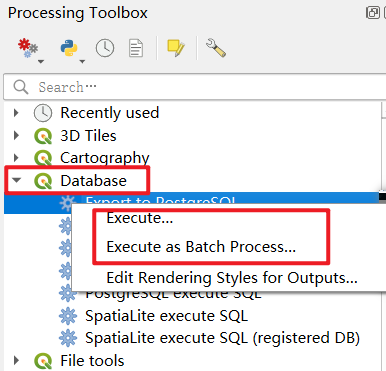 Processing Toolbox
Search...
Recently used
3D Tiles
Cartography
Database
Export to PostgreSQL
Execute...
Execute as Batch Process...
Edit Rendering Styles for Outputs...
PostgreSQL execute SQL
SpatiaLite execute SQL
SpatiaLite execute SQL (registered DB)
File tools